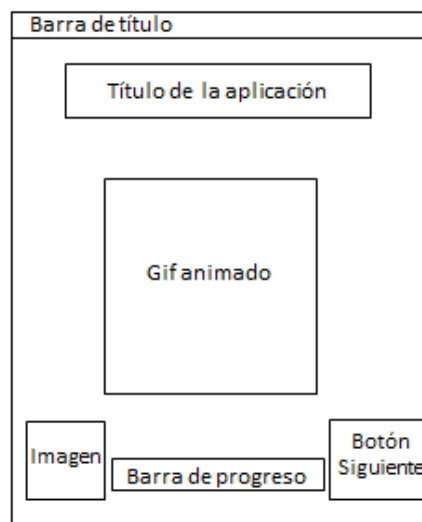 Barra de título
Título de la aplicación
Gif animado
Imagen
Botón
Siguiente
Barra de progreso